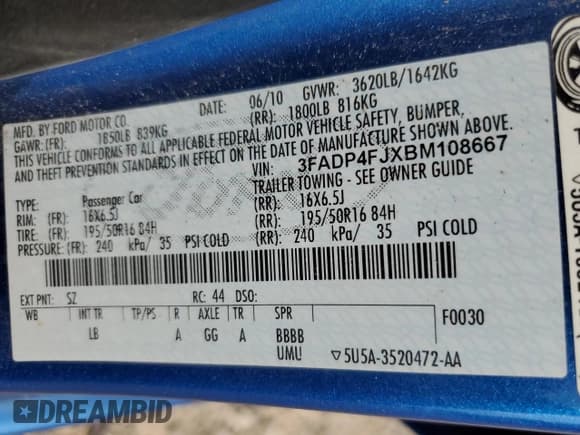 MFD. BY FORD MOTOR CO. DATE: 06/10 GVWR: 3620LB/1642KG
GAWR: (FR): 1850LB 839KG (RR): 1800LB 816KG
THIS VEHICLE CONFORMS TO ALL APPLICABLE FEDERAL MOTOR VEHICLE SAFETY, BUMPER,
AND THEFT PREVENTION STANDARDS IN EFFECT ON THE DATE OF MANUFACTURE SHOWN ABOVE.
VIN: 3FADP4FJXBM108667
TYPE: Passenger Car TRAILER TOWING - SEE OWNER GUIDE
RIM: (FR): 16X6.5J (RR): 16X6.5J
TIRE: (FR): 195/50R16 84H (RR): 195/50R16 84H
PRESSURE: (FR): 240 kPa/ 35 PSI COLD (RR): 240 kPa/ 35 PSI COLD
EXT PNT: SZ RC: 44 DSO:
WB INT TR TP/PS R AXLE TR SPR F0030
LB A GG A BBBB
UMU ▽5U5A-3520472-AA
DREAMBID